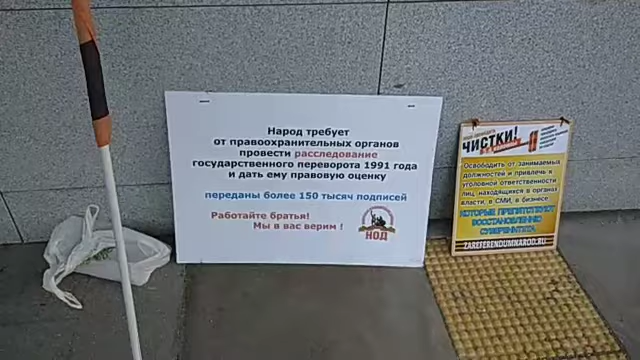 Народ требует
от правоохранительных органов
провести расследование
государственного переворота 1991 года
и дать ему правовую оценку
переданы более 150 тысяч подписей
Работайте братья!
Мы в вас верим !
НОД
ЧИСТКИ!
Освободить от занимаемых
должностей и привлечь к
уголовной ответственности
лиц, находящихся в органах
власти, в СМИ, в бизнесе
КОТОРЫЕ ПРЕПЯТСТВУЮТ
ВОССТАНОВЛЕНИЮ
СУВЕРЕНИТЕТА
ZAREFERENDUMNAROD.RU